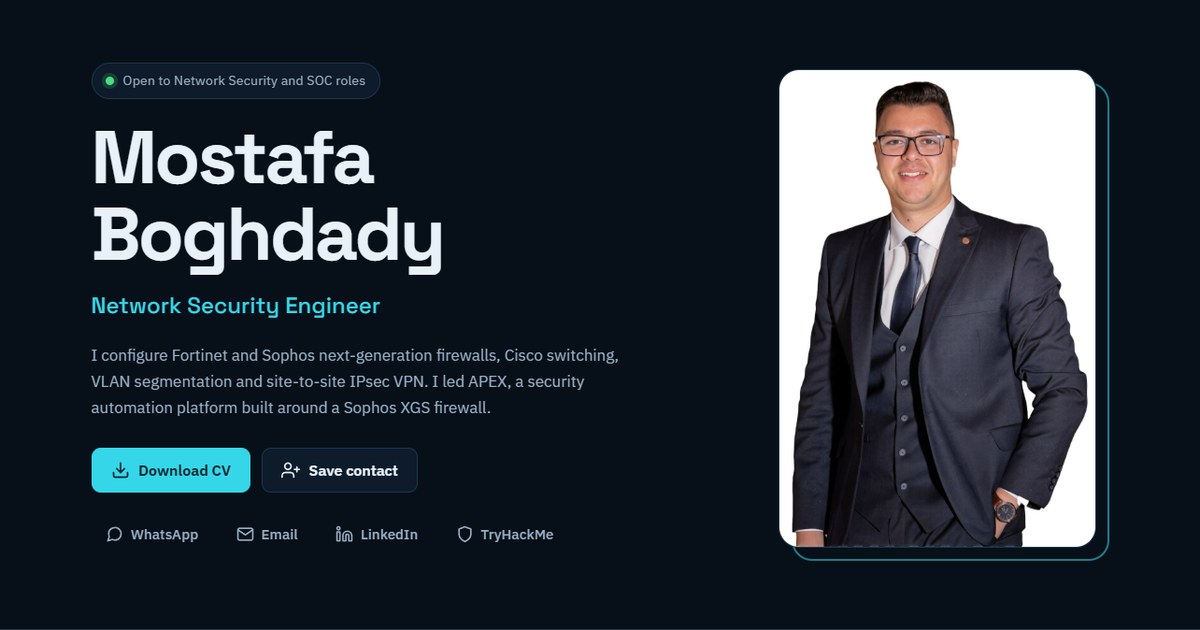 Open to Network Security and SOC roles
Mostafa
Boghdady
Network Security Engineer
I configure Fortinet and Sophos next-generation firewalls, Cisco switching,
VLAN segmentation and site-to-site IPsec VPN. I led APEX, a security
automation platform built around a Sophos XGS firewall.
Download CV
Save contact
WhatsApp
Email
LinkedIn
TryHackMe